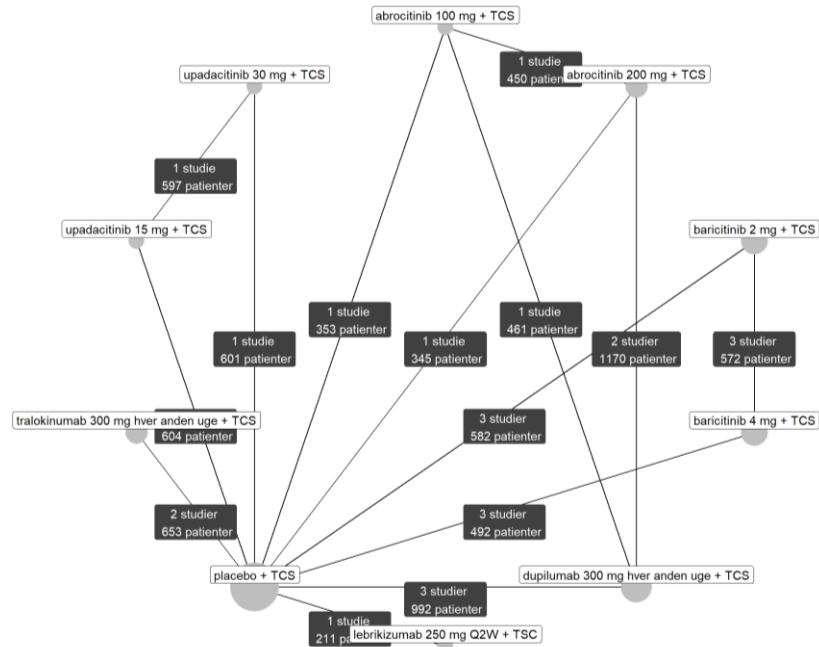 abrocitinib 100 mg + TCS
1 studie
450
abrocitinib 200 mg + TCS
upadacitinib 30 mg + TCS
1 studie
597 patienter
upadacitinib 15 mg + TCS
baricitinib 2 mg + TCS
1 studie
601 patienter
1 studie
353 patienter
1 studie
345 patienter
1 studie
461 patienter
2 studier
1170 patienter
3 studier
572 patienter
tralokinumab 300 mg hver anden uge + TCS
604 patienter
3 studier
582 patienter
baricitinib 4 mg + TCS
2 studier
653 patienter
3 studier
492 patienter
placebo + TCS
dupilumab 300 mg hver anden uge + TCS
3 studier
992 patienter
1 studie
211
lebrikizumab 250 mg Q2W + TSC